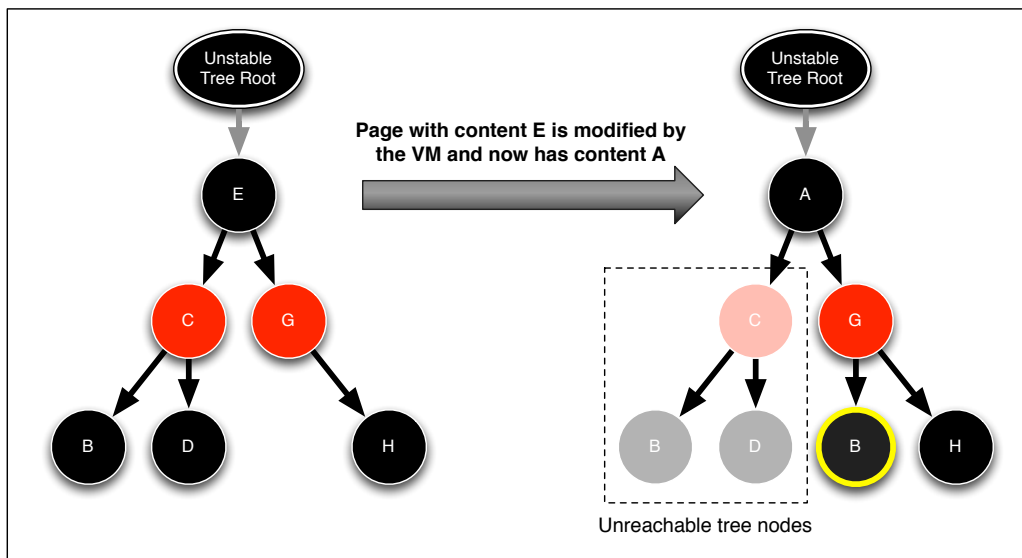 Unstable
Tree Root
Unstable
Tree Root
Page with content E is modified by
the VM and now has content A
E
A
C
G
C
G
B
D
H
B
D
B
H
Unreachable tree nodes